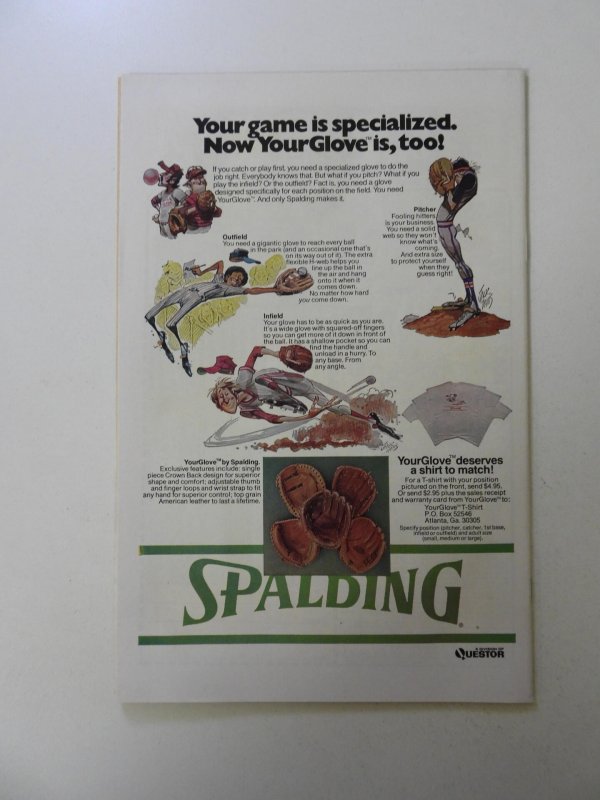 Your game is specialized.
Now YourGlove™ is, too!
If you catch or play first, you need a specialized glove to do the
job right. Everybody knows that. But what if you pitch? What if you
play the infield? Or the outfield? Fact is, you need a glove
designed specifically for each position on the field. You need
YourGlove™. And only Spalding makes it.
Pitcher
Fooling hitters
is your business.
You need a solid
web so they won't
know what's
coming.
And extra size
to protect yourself
when they
guess right!
Outfield
You need a gigantic glove to reach every ball
in the park (and an occasional one that's
on its way out of it). The extra
flexible H-web helps you
line up the ball in
the air and hang
onto it when it
comes down.
No matter how hard
you come down.
Infield
Your glove has to be as quick as you are.
It's a wide glove with squared-off fingers
so you can get more of it down in front of
the ball. It has a shallow pocket so you can
find the handle and
unload in a hurry. To
any base. From
any angle.
YourGlove™ by Spalding.
Exclusive features include: single
piece Crown Back design for superior
shape and comfort; adjustable thumb
and finger loops and wrist strap to fit
any hand for superior control; top grain
American leather to last a lifetime.
YourGlove™ deserves
a shirt to match!
For a T-shirt with your position
pictured on the front, send $4.95.
Or send $2.95 plus the sales receipt
and warranty card from YourGlove™ to:
YourGlove™ T-Shirt
P.O. Box 52546
Atlanta, Ga. 30305
Specify position (pitcher, catcher, 1st base,
infield or outfield) and adult size
(small, medium or large).
SPALDING®
A DIVISION OF
QUESTOR